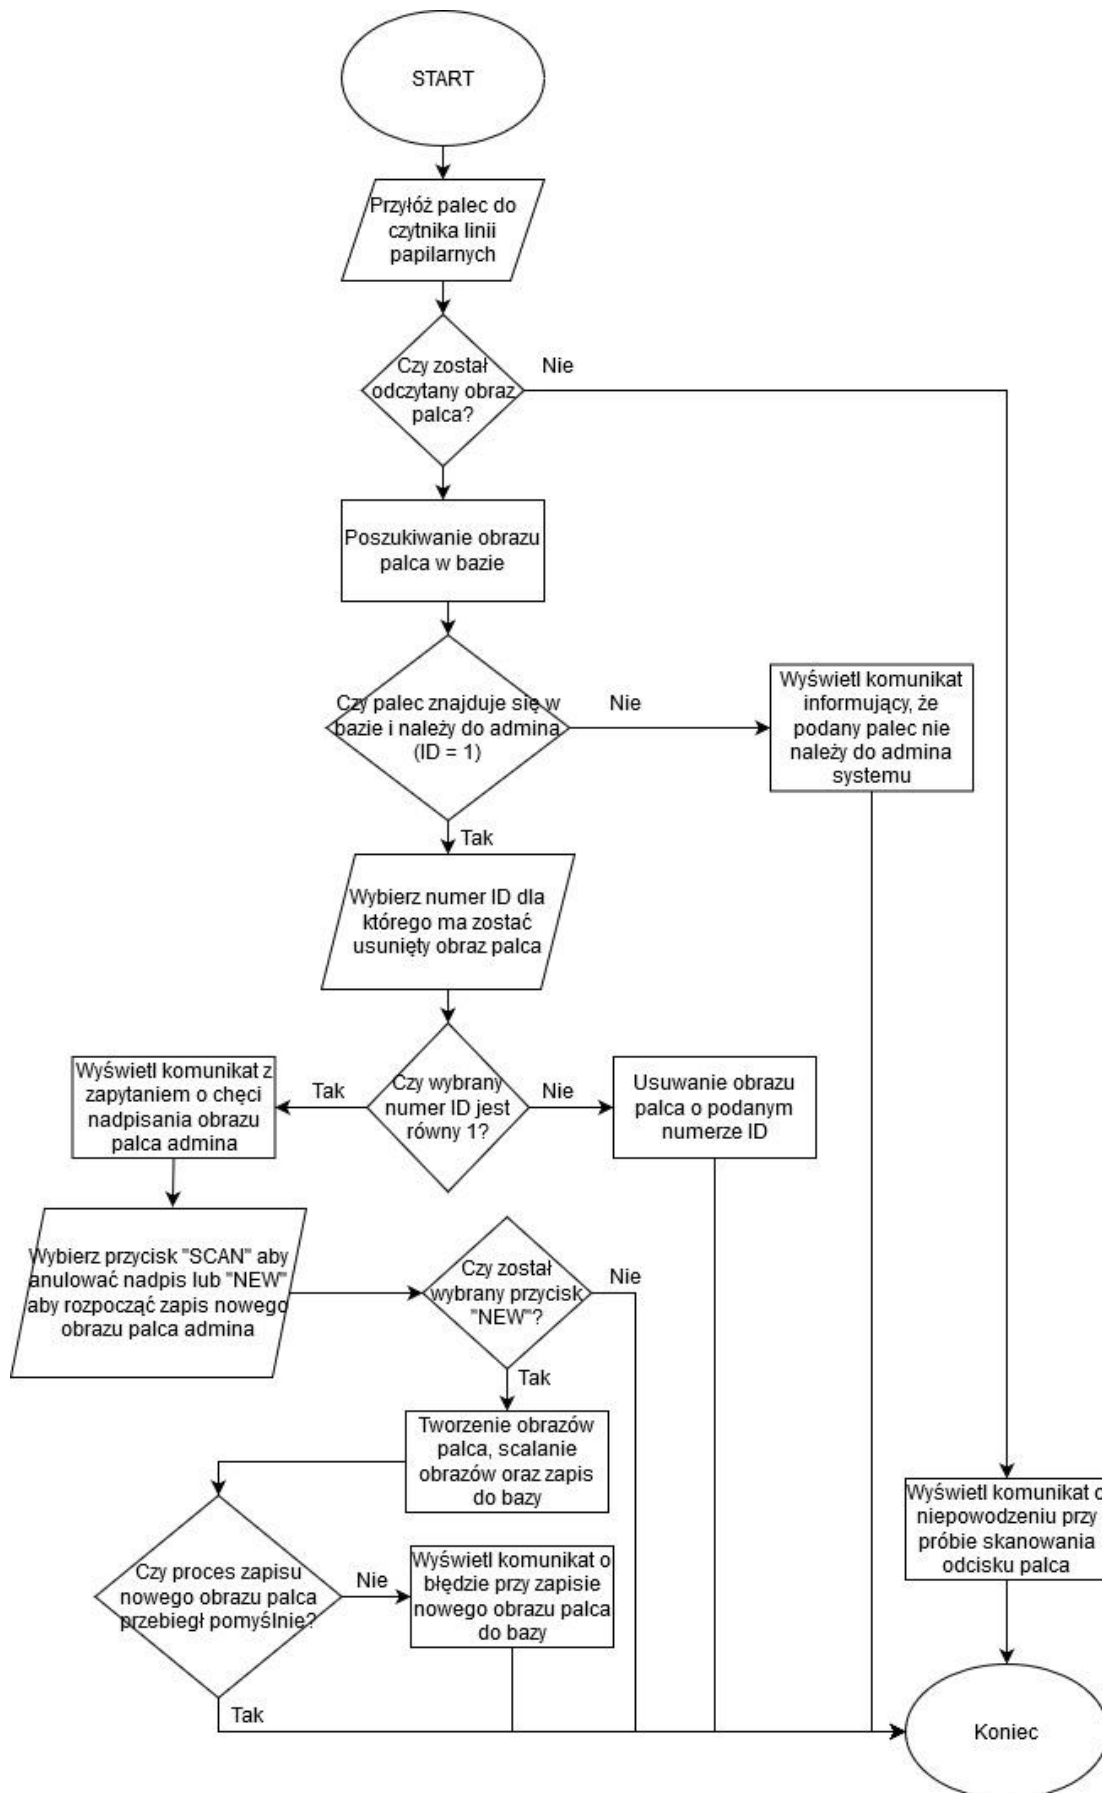 START
Przyłóż palec do
czytnika linii
papilarnych
Czy został
odczytany obraz
palca?
Nie
Poszukiwanie obrazu
palca w bazie
Czy palec znajduje się w
bazie i należy do admina
(ID = 1)
Nie
Wyświetl komunikat
informujący, że
podany palec nie
należy do admina
systemu
Tak
Wybierz numer ID dla
którego ma zostać
usunięty obraz palca
Czy wybrany
numer ID jest
równy 1?
Tak
Nie
Wyświetl komunikat z
zapytaniem o chęci
nadpisania obrazu
palca admina
Usuwanie obrazu
palca o podanym
numerze ID
Wybierz przycisk "SCAN" aby
anulować nadpis lub "NEW"
aby rozpocząć zapis nowego
obrazu palca admina
Czy został
wybrany przycisk
"NEW"?
Nie
Tak
Tworzenie obrazów
palca, scalanie
obrazów oraz zapis
do bazy
Czy proces zapisu
nowego obrazu palca
przebiegł pomyślnie?
Nie
Wyświetl komunikat o
błędzie przy zapisie
nowego obrazu palca
do bazy
Tak
Wyświetl komunikat o
niepowodzeniu przy
próbie skanowania
odcisku palca
Koniec